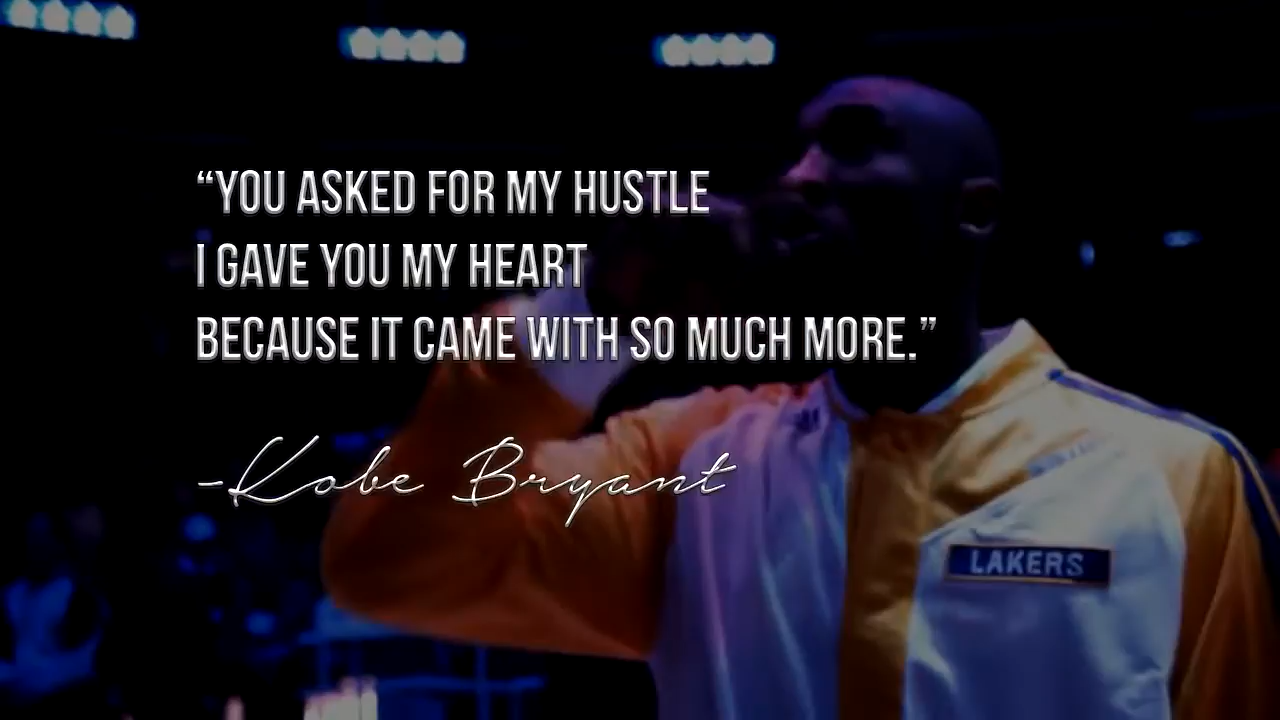 “YOU ASKED FOR MY HUSTLE
I GAVE YOU MY HEART
BECAUSE IT CAME WITH SO MUCH MORE.”
-Kobe Bryant
LAKERS